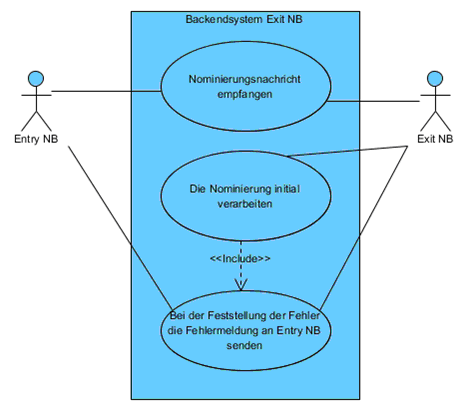 Backendsystem Exit NB
Nominierungsnachricht
empfangen
Entry NB
Exit NB
Die Nominierung initial
verarbeiten
<<Include>>
Bei der Feststellung der Fehler
die Fehlermeldung an Entry NB
senden